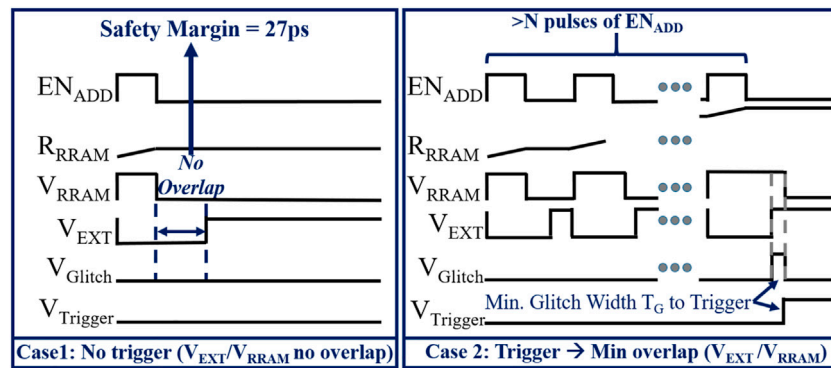 Safety Margin = 27ps
EN_ADD
R_RRAM
No
Overlap
V_RRAM
V_EXT
V_Glitch
V_Trigger
Case1: No trigger (V_EXT/V_RRAM no overlap)
>N pulses of EN_ADD
EN_ADD
R_RRAM
V_RRAM
V_EXT
V_Glitch
Min. Glitch Width T_G to Trigger
V_Trigger
Case 2: Trigger → Min overlap (V_EXT /V_RRAM)